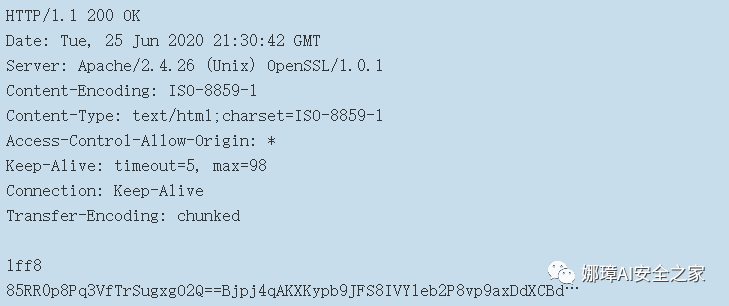 HTTP/1.1 200 OK
Date: Tue, 25 Jun 2020 21:30:42 GMT
Server: Apache/2.4.26 (Unix) OpenSSL/1.0.1
Content-Encoding: ISO-8859-1
Content-Type: text/html;charset=ISO-8859-1
Access-Control-Allow-Origin: *
Keep-Alive: timeout=5, max=98
Connection: Keep-Alive
Transfer-Encoding: chunked
1ff8
85RR0p8Pq3VfTrSugxgO2Q==Bjpj4qAKXKypb9JFS8IVY1eb2P8vp9axDdXCBd…
娜璋AI安全之家